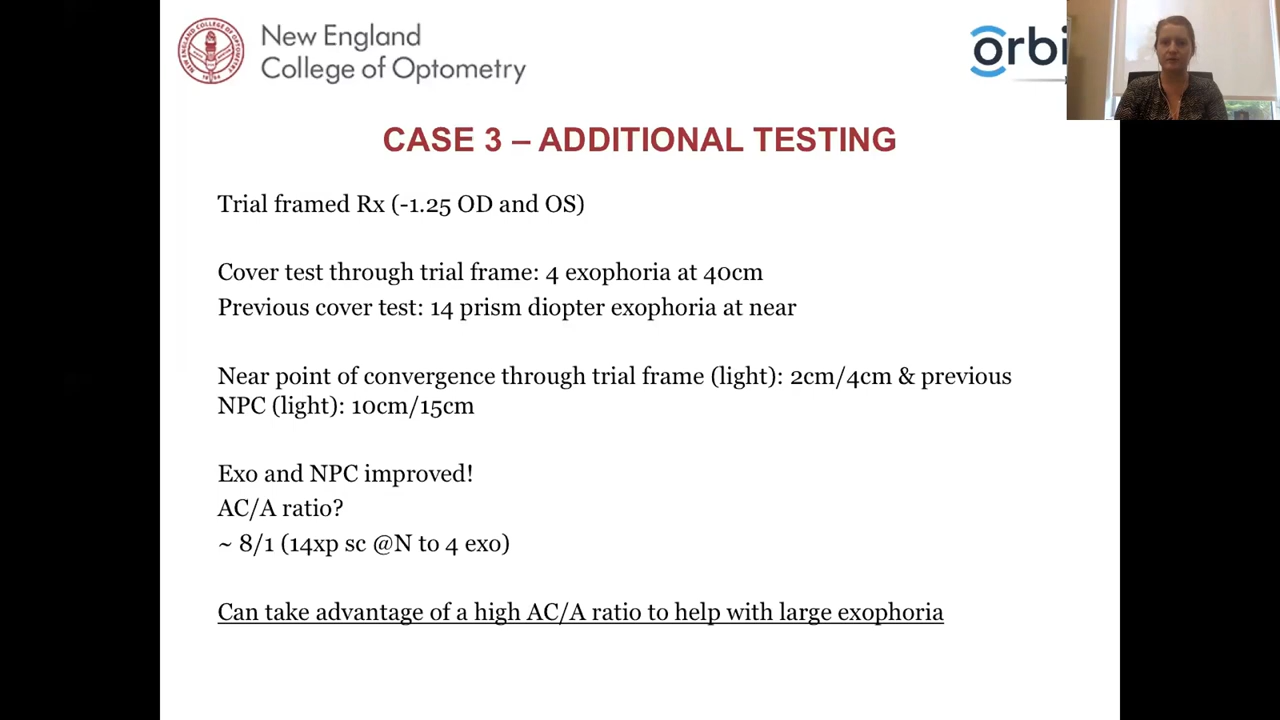 New England
College of Optometry
orbi
CASE 3 – ADDITIONAL TESTING
Trial framed Rx (-1.25 OD and OS)
Cover test through trial frame: 4 exophoria at 40cm
Previous cover test: 14 prism diopter exophoria at near
Near point of convergence through trial frame (light): 2cm/4cm & previous
NPC (light): 10cm/15cm
Exo and NPC improved!
AC/A ratio?
~ 8/1 (14xp sc @N to 4 exo)
Can take advantage of a high AC/A ratio to help with large exophoria